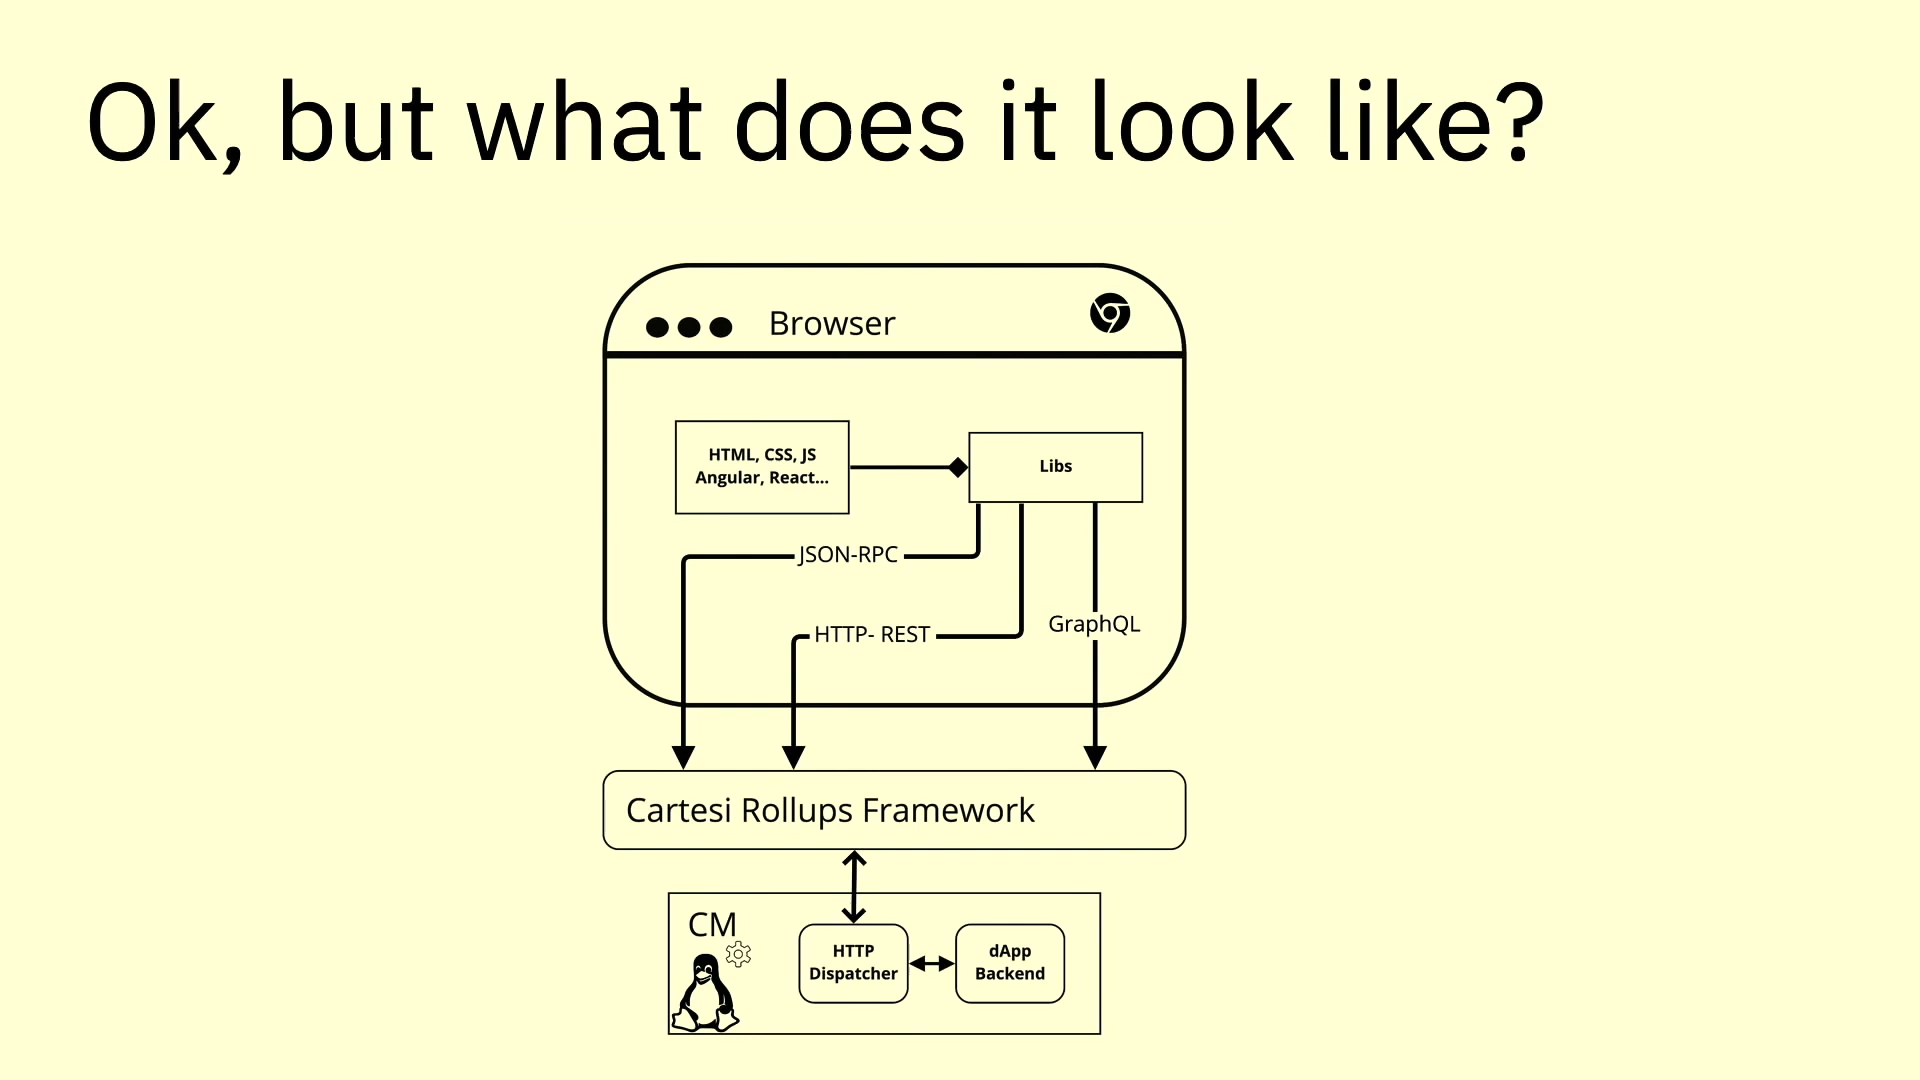 Ok, but what does it look like?
Browser
HTML, CSS, JS
Angular, React...
Libs
JSON-RPC
HTTP- REST
GraphQL
Cartesi Rollups Framework
CM
HTTP
Dispatcher
dApp
Backend